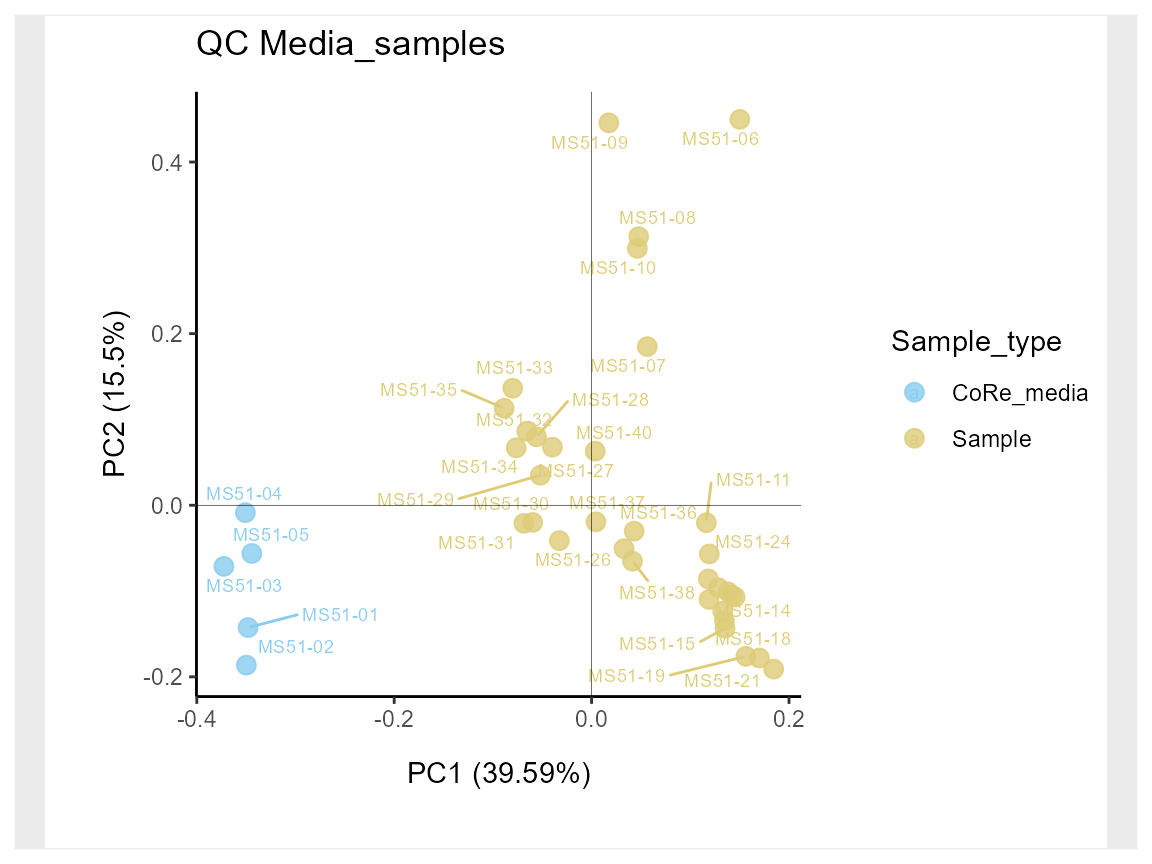 QC Media_samples
MS51-09
MS51-06
0.4
MS51-08
MS51-10
0.2
MS51-07
MS51-33
MS51-35
MS51-28
MS51-32
MS51-40
MS51-34
MS51-27
MS51-29
MS51-30
MS51-37
MS51-36
MS51-11
MS51-04
0.0
MS51-05
MS51-31
MS51-26
MS51-24
MS51-03
MS51-38
MS51-01
MS51-14
MS51-02
MS51-15
MS51-18
MS51-19
MS51-21
-0.2
-0.4
-0.2
0.0
0.2
PC1 (39.59%)
PC2 (15.5%)
Sample_type
a
CoRe_media
a
Sample